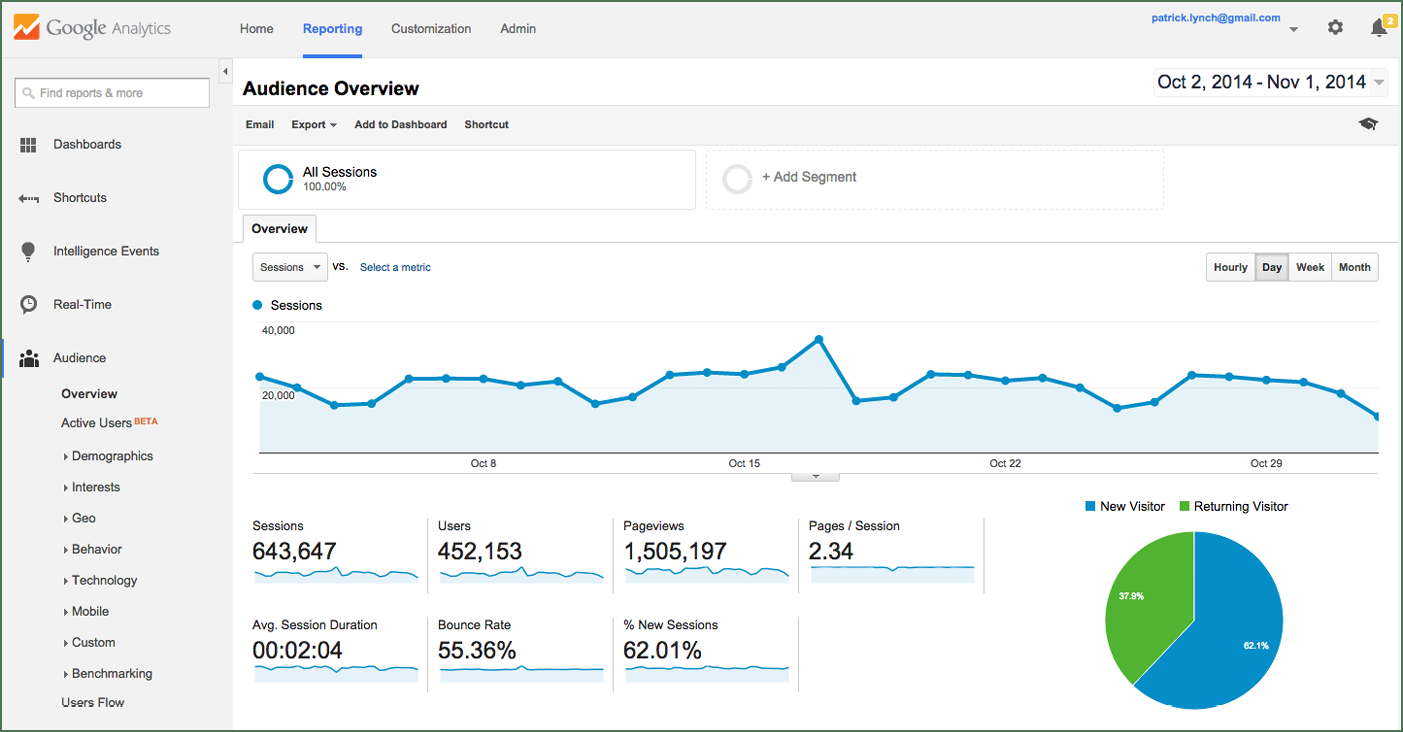 Google Analytics
Home Reporting Customization Admin
patrick.lynch@gmail.com
2
Find reports & more
Dashboards
Shortcuts
Intelligence Events
Real-Time
Audience
Overview
Active Users BETA
Demographics
Interests
Geo
Behavior
Technology
Mobile
Custom
Benchmarking
Users Flow
Audience Overview
Oct 2, 2014 - Nov 1, 2014
Email Export Add to Dashboard Shortcut
All Sessions
100.00%
+ Add Segment
Overview
Sessions VS. Select a metric
Hourly Day Week Month
Sessions
40,000
20,000
Oct 8 Oct 15 Oct 22 Oct 29
Sessions
643,647
Users
452,153
Pageviews
1,505,197
Pages / Session
2.34
Avg. Session Duration
00:02:04
Bounce Rate
55.36%
% New Sessions
62.01%
New Visitor Returning Visitor
37.9%
62.1%